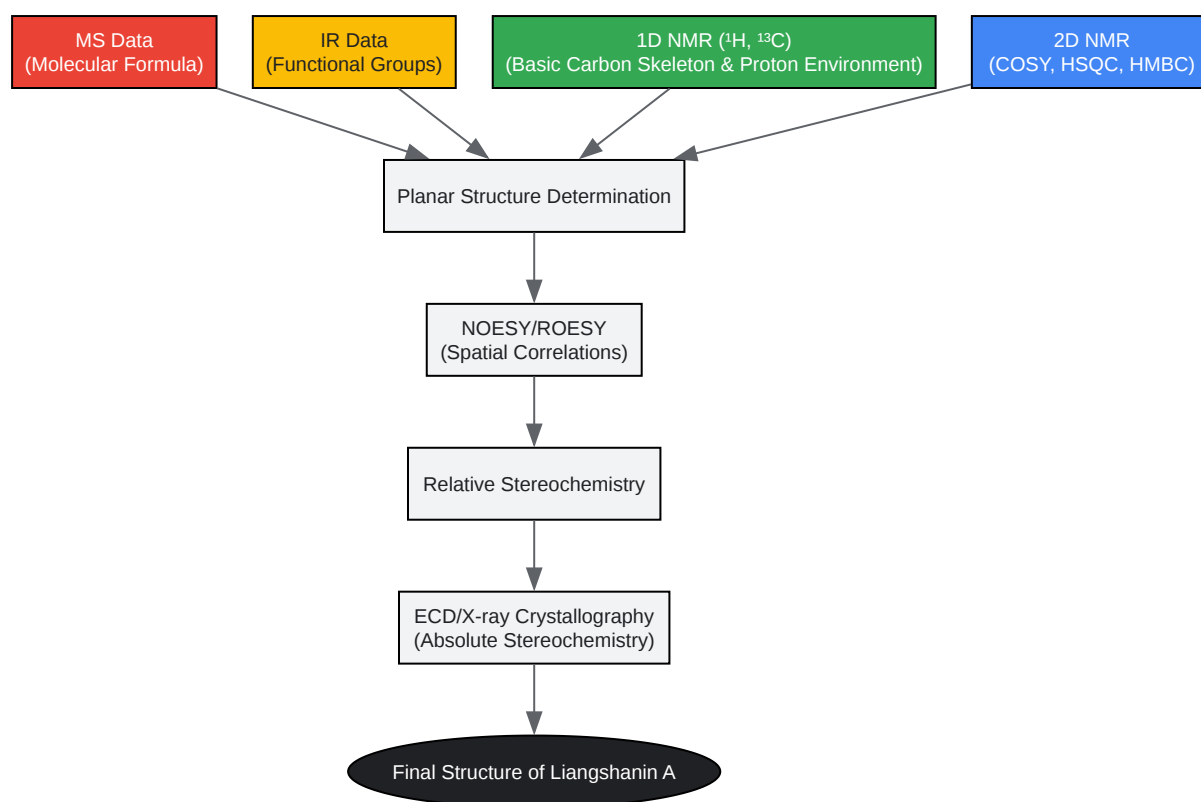 MS Data
(Molecular Formula)
IR Data
(Functional Groups)
1D NMR (¹H, ¹³C)
(Basic Carbon Skeleton & Proton Environment)
2D NMR
(COSY, HSQC, HMBC)
Planar Structure Determination
NOESY/ROESY
(Spatial Correlations)
Relative Stereochemistry
ECD/X-ray Crystallography
(Absolute Stereochemistry)
Final Structure of Liangshanin A